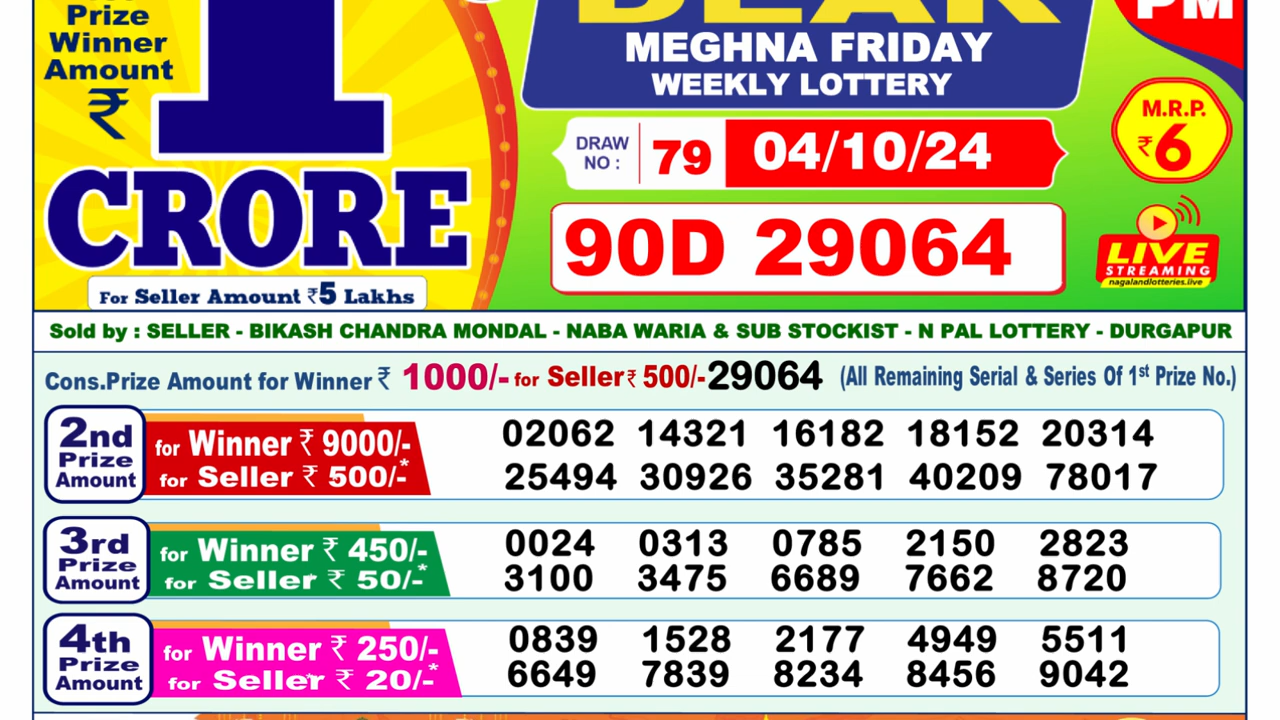 Prize
Winner
Amount
₹
1
CRORE
For Seller Amount ₹5 Lakhs
DEAR
MEGHNA FRIDAY
WEEKLY LOTTERY
PM
DRAW NO : 79 04/10/24
M.R.P.
₹6
90D 29064
LIVE
STREAMING
nagalandlotteries.live
Sold by : SELLER - BIKASH CHANDRA MONDAL - NABA WARIA & SUB STOCKIST - N PAL LOTTERY - DURGAPUR
Cons.Prize Amount for Winner ₹ 1000/- for Seller ₹ 500/- 29064 (All Remaining Serial & Series Of 1st Prize No.)
2nd Prize Amount
for Winner ₹ 9000/-
for Seller ₹ 500/-*
02062 14321 16182 18152 20314
25494 30926 35281 40209 78017
3rd Prize Amount
for Winner ₹ 450/-
for Seller ₹ 50/-*
0024 0313 0785 2150 2823
3100 3475 6689 7662 8720
4th Prize Amount
for Winner ₹ 250/-
for Seller ₹ 20/-*
0839 1528 2177 4949 5511
6649 7839 8234 8456 9042